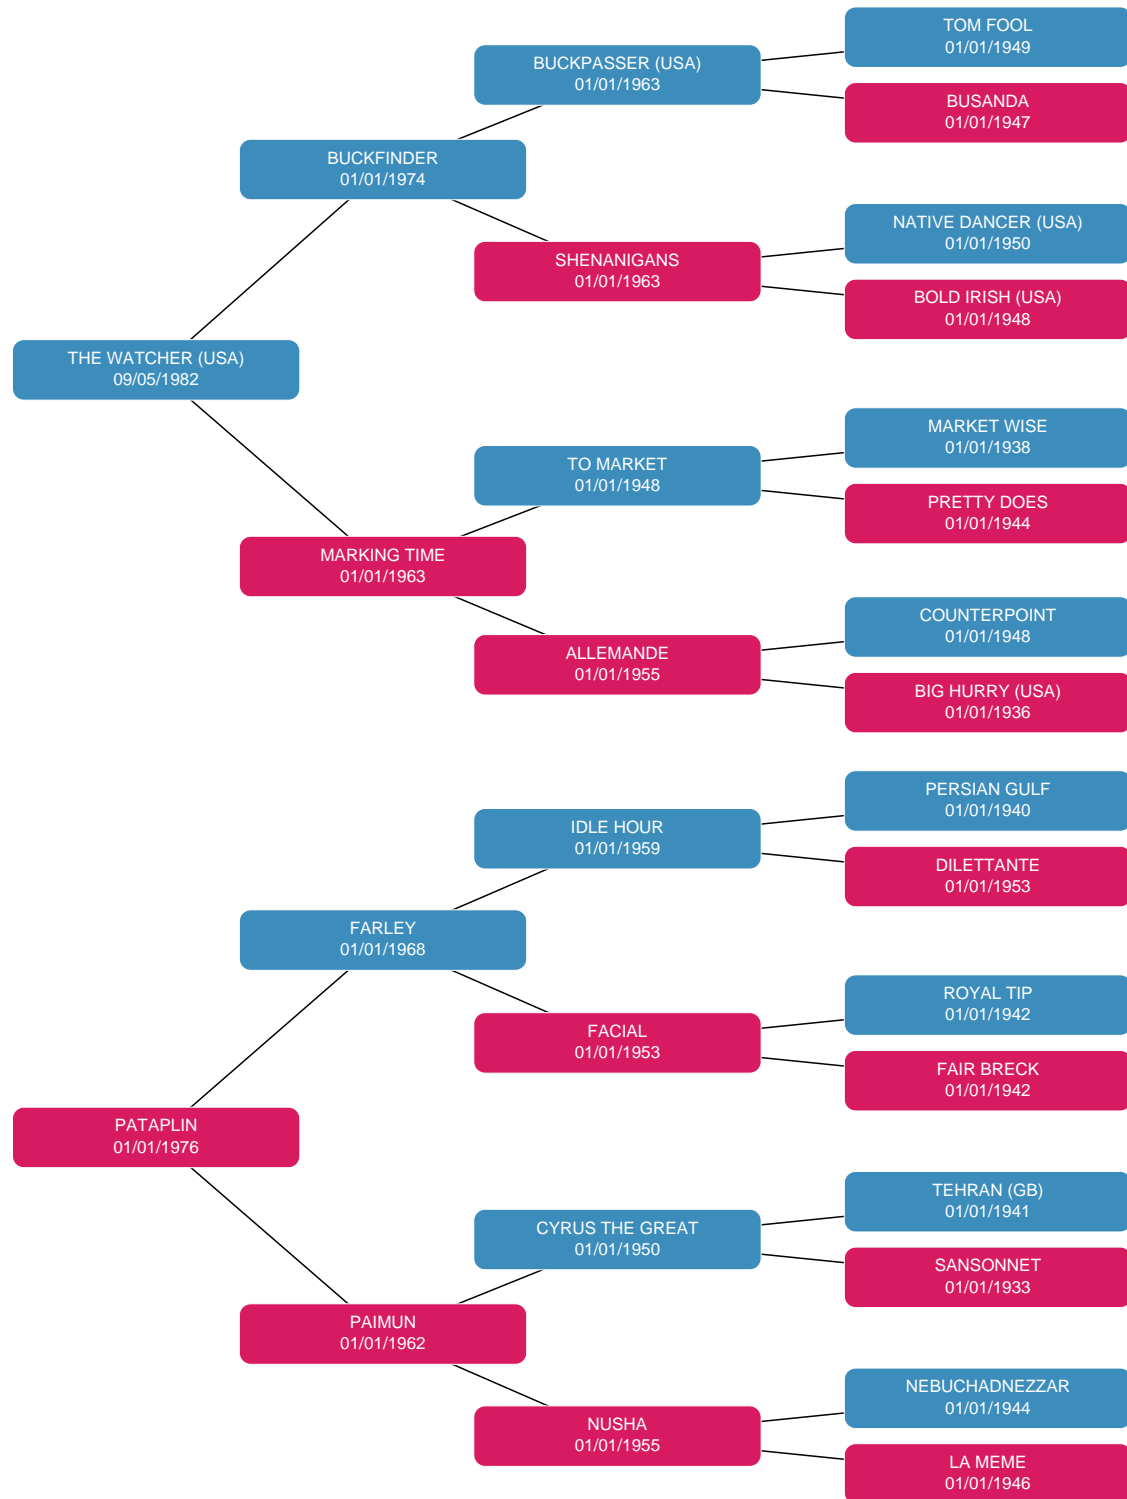 TOM FOOL
01/01/1949
BUCKPASSER (USA)
01/01/1963
BUSANDA
01/01/1947
BUCKFINDER
01/01/1974
NATIVE DANCER (USA)
01/01/1950
SHENANIGANS
01/01/1963
BOLD IRISH (USA)
01/01/1948
THE WATCHER (USA)
09/05/1982
MARKET WISE
01/01/1938
TO MARKET
01/01/1948
PRETTY DOES
01/01/1944
MARKING TIME
01/01/1963
COUNTERPOINT
01/01/1948
ALLEMANDE
01/01/1955
BIG HURRY (USA)
01/01/1936
PERSIAN GULF
01/01/1940
IDLE HOUR
01/01/1959
DILETTANTE
01/01/1953
FARLEY
01/01/1968
ROYAL TIP
01/01/1942
FACIAL
01/01/1953
FAIR BRECK
01/01/1942
PATAPLIN
01/01/1976
TEHRAN (GB)
01/01/1941
CYRUS THE GREAT
01/01/1950
SANSONNET
01/01/1933
PAIMUN
01/01/1962
NEBUCHADNEZZAR
01/01/1944
NUSHA
01/01/1955
LA MEME
01/01/1946